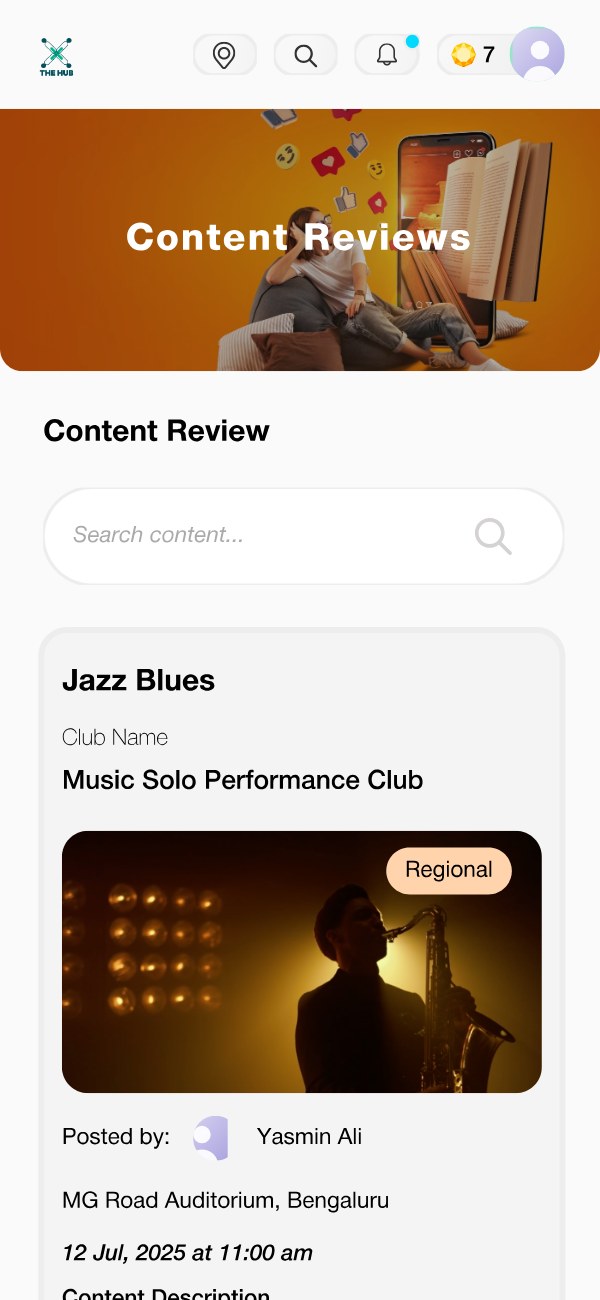 THE HUB
7
Content Reviews
Content Review
Search content...
Jazz Blues
Club Name
Music Solo Performance Club
Regional
Posted by: Yasmin Ali
MG Road Auditorium, Bengaluru
12 Jul, 2025 at 11:00 am
Content Description